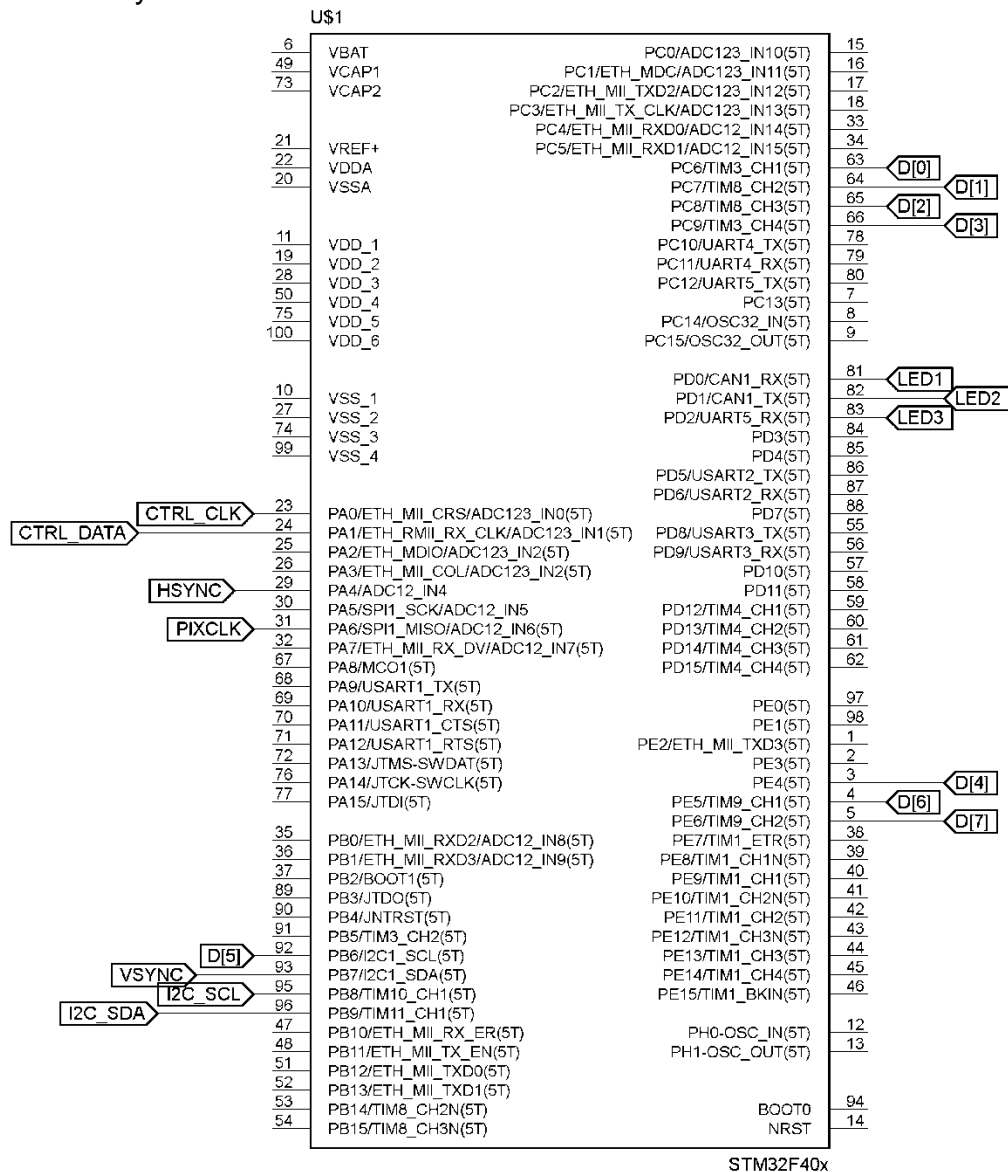 U$1
6 VBAT
49 VCAP1
73 VCAP2
21 VREF+
22 VDDA
20 VSSA
11 VDD_1
19 VDD_2
28 VDD_3
50 VDD_4
75 VDD_5
100 VDD_6
10 VSS_1
27 VSS_2
74 VSS_3
99 VSS_4
CTRL_CLK 23 PA0/ETH_MII_CRS/ADC123_IN0(5T)
CTRL_DATA 24 PA1/ETH_RMII_RX_CLK/ADC123_IN1(5T)
25 PA2/ETH_MDIO/ADC123_IN2(5T)
26 PA3/ETH_MII_COL/ADC123_IN2(5T)
HSYNC 29 PA4/ADC12_IN4
30 PA5/SPI1_SCK/ADC12_IN5
PIXCLK 31 PA6/SPI1_MISO/ADC12_IN6(5T)
32 PA7/ETH_MII_RX_DV/ADC12_IN7(5T)
67 PA8/MCO1(5T)
68 PA9/USART1_TX(5T)
69 PA10/USART1_RX(5T)
70 PA11/USART1_CTS(5T)
71 PA12/USART1_RTS(5T)
72 PA13/JTMS-SWDAT(5T)
76 PA14/JTCK-SWCLK(5T)
77 PA15/JTDI(5T)
35 PB0/ETH_MII_RXD2/ADC12_IN8(5T)
36 PB1/ETH_MII_RXD3/ADC12_IN9(5T)
37 PB2/BOOT1(5T)
89 PB3/JTDO(5T)
90 PB4/JNTRST(5T)
91 PB5/TIM3_CH2(5T)
D[5] 92 PB6/I2C1_SCL(5T)
VSYNC 93 PB7/I2C1_SDA(5T)
I2C_SCL 95 PB8/TIM10_CH1(5T)
I2C_SDA 96 PB9/TIM11_CH1(5T)
47 PB10/ETH_MII_RX_ER(5T)
48 PB11/ETH_MII_TX_EN(5T)
51 PB12/ETH_MII_TXD0(5T)
52 PB13/ETH_MII_TXD1(5T)
53 PB14/TIM8_CH2N(5T)
54 PB15/TIM8_CH3N(5T)
PC0/ADC123_IN10(5T) 15
PC1/ETH_MDC/ADC123_IN11(5T) 16
PC2/ETH_MII_TXD2/ADC123_IN12(5T) 17
PC3/ETH_MII_TX_CLK/ADC123_IN13(5T) 18
PC4/ETH_MII_RXD0/ADC12_IN14(5T) 33
PC5/ETH_MII_RXD1/ADC12_IN15(5T) 34
PC6/TIM3_CH1(5T) 63 D[0]
PC7/TIM8_CH2(5T) 64 D[1]
PC8/TIM8_CH3(5T) 65 D[2]
PC9/TIM3_CH4(5T) 66 D[3]
PC10/UART4_TX(5T) 78
PC11/UART4_RX(5T) 79
PC12/UART5_TX(5T) 80
PC13(5T) 7
PC14/OSC32_IN(5T) 8
PC15/OSC32_OUT(5T) 9
PD0/CAN1_RX(5T) 81 LED1
PD1/CAN1_TX(5T) 82 LED2
PD2/UART5_RX(5T) 83 LED3
PD3(5T) 84
PD4(5T) 85
PD5/USART2_TX(5T) 86
PD6/USART2_RX(5T) 87
PD7(5T) 88
PD8/USART3_TX(5T) 55
PD9/USART3_RX(5T) 56
PD10(5T) 57
PD11(5T) 58
PD12/TIM4_CH1(5T) 59
PD13/TIM4_CH2(5T) 60
PD14/TIM4_CH3(5T) 61
PD15/TIM4_CH4(5T) 62
PE0(5T) 97
PE1(5T) 98
PE2/ETH_MII_TXD3(5T) 1
PE3(5T) 2
PE4(5T) 3 D[4]
PE5/TIM9_CH1(5T) 4 D[6]
PE6/TIM9_CH2(5T) 5 D[7]
PE7/TIM1_ETR(5T) 38
PE8/TIM1_CH1N(5T) 39
PE9/TIM1_CH1(5T) 40
PE10/TIM1_CH2N(5T) 41
PE11/TIM1_CH2(5T) 42
PE12/TIM1_CH3N(5T) 43
PE13/TIM1_CH3(5T) 44
PE14/TIM1_CH4(5T) 45
PE15/TIM1_BKIN(5T) 46
PH0-OSC_IN(5T) 12
PH1-OSC_OUT(5T) 13
BOOT0 94
NRST 14
STM32F40x